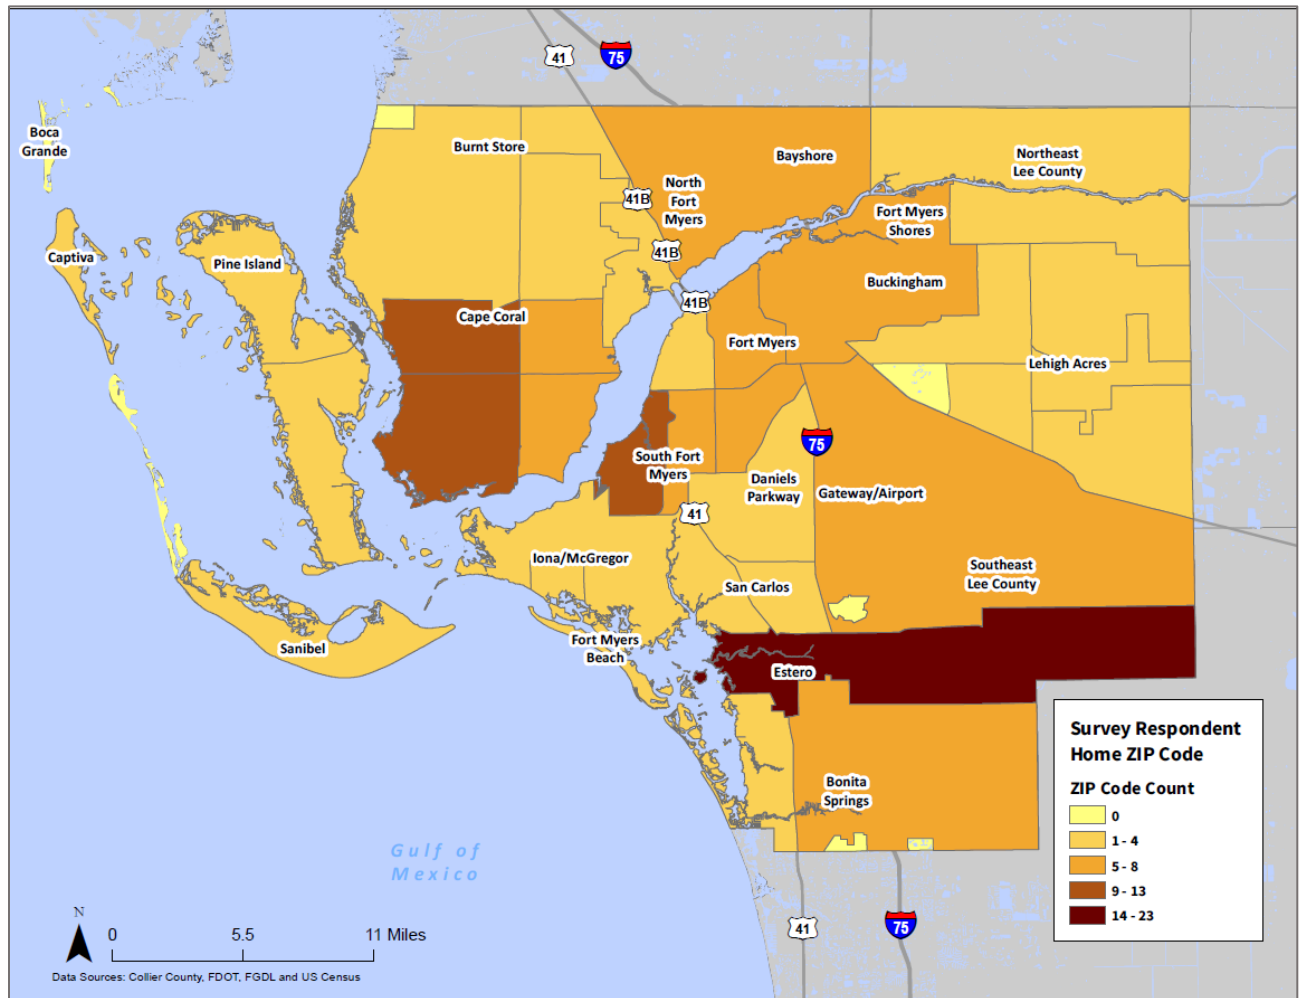 41
75
Boca
Grande
Burnt Store
Bayshore
Northeast
Lee County
North
Fort
Myers
41B
Fort Myers
Shores
Captiva
Pine Island
41B
Buckingham
41B
Cape Coral
Fort Myers
Lehigh Acres
75
South Fort
Myers
Daniels
Parkway
Gateway/Airport
41
Iona/McGregor
San Carlos
Southeast
Lee County
Sanibel
Fort Myers
Beach
Estero
Bonita
Springs
Gulf of
Mexico
Survey Respondent
Home ZIP Code
ZIP Code Count
0
1 - 4
5 - 8
9 - 13
14 - 23
N
0 5.5 11 Miles
41
75
Data Sources: Collier County, FDOT, FGDL and US Census